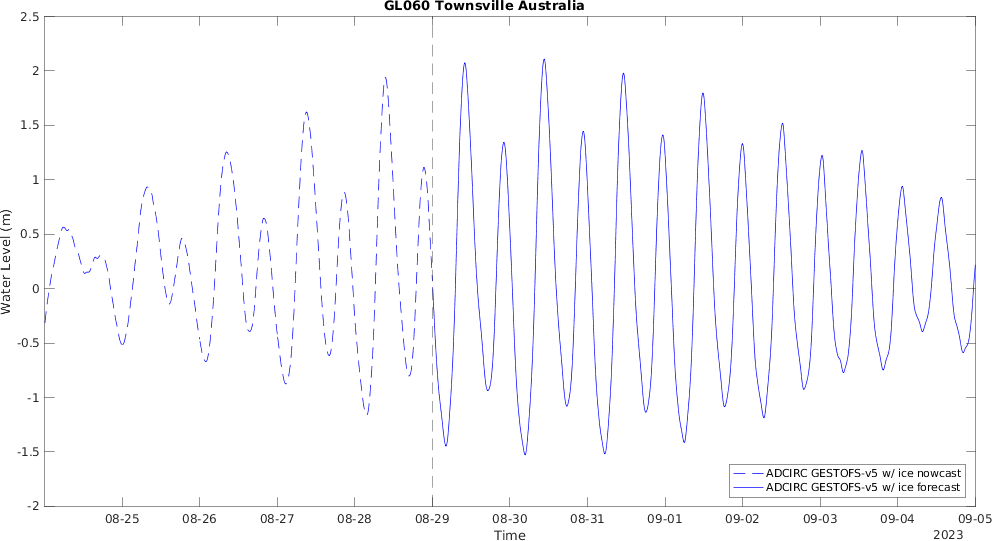 GL060 Townsville Australia
2.5
2
1.5
1
0.5
0
-0.5
-1
-1.5
-2
Water Level (m)
ADCIRC GESTOFS-v5 w/ ice nowcast
ADCIRC GESTOFS-v5 w/ ice forecast
08-25 08-26 08-27 08-28 08-29 08-30 08-31 09-01 09-02 09-03 09-04 09-05
Time
2023